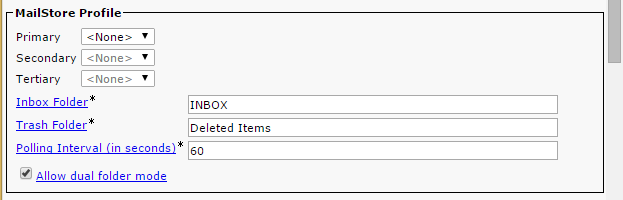 MailStore Profile
Primary <None>
Secondary <None>
Tertiary <None>
Inbox Folder* INBOX
Trash Folder* Deleted Items
Polling Interval (in seconds)* 60
Allow dual folder mode